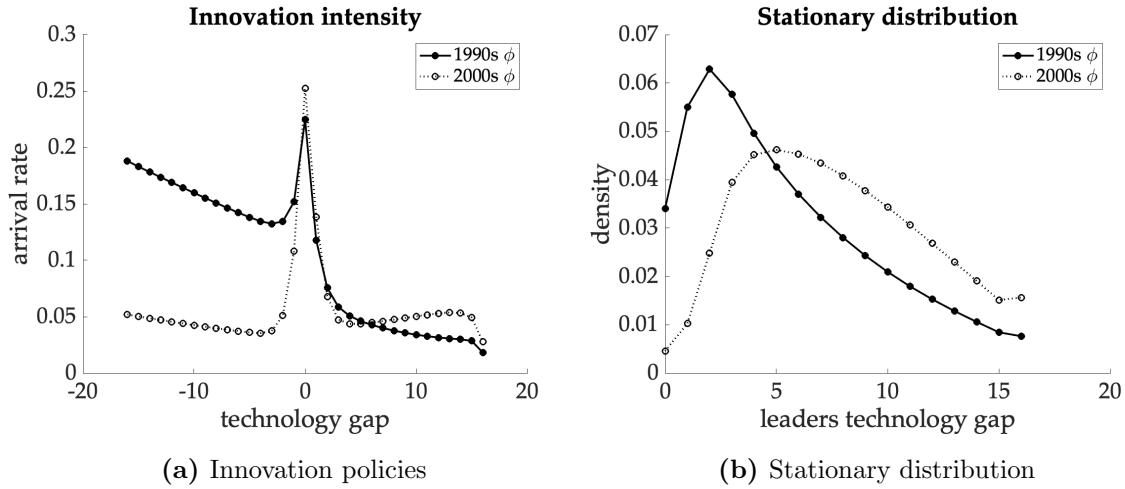 Innovation intensity
0.3
0.25
0.2
0.15
0.1
0.05
0
arrival rate
1990s ϕ
2000s ϕ
-20
-10
0
10
20
technology gap
(a) Innovation policies
Stationary distribution
0.07
0.06
0.05
0.04
0.03
0.02
0.01
0
density
1990s ϕ
2000s ϕ
0
5
10
15
20
leaders technology gap
(b) Stationary distribution